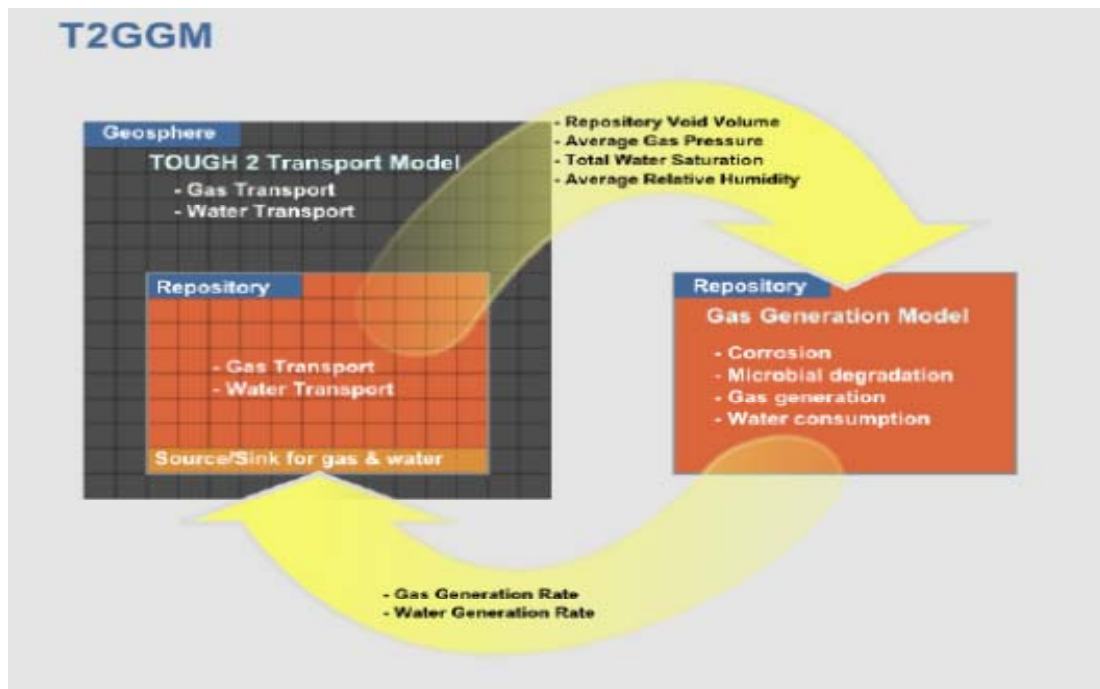 T2GGM
Geosphere
TOUGH 2 Transport Model
- Gas Transport
- Water Transport
Repository
- Gas Transport
- Water Transport
Source/Sink for gas & water
- Repository Void Volume
- Average Gas Pressure
- Total Water Saturation
- Average Relative Humidity
Repository
Gas Generation Model
- Corrosion
- Microbial degradation
- Gas generation
- Water consumption
- Gas Generation Rate
- Water Generation Rate